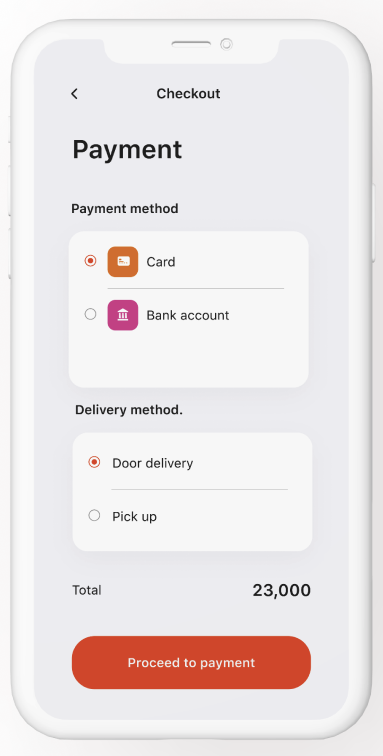 Checkout
Payment
Payment method
Card
Bank account
Delivery method.
Door delivery
Pick up
Total 23,000
Proceed to payment